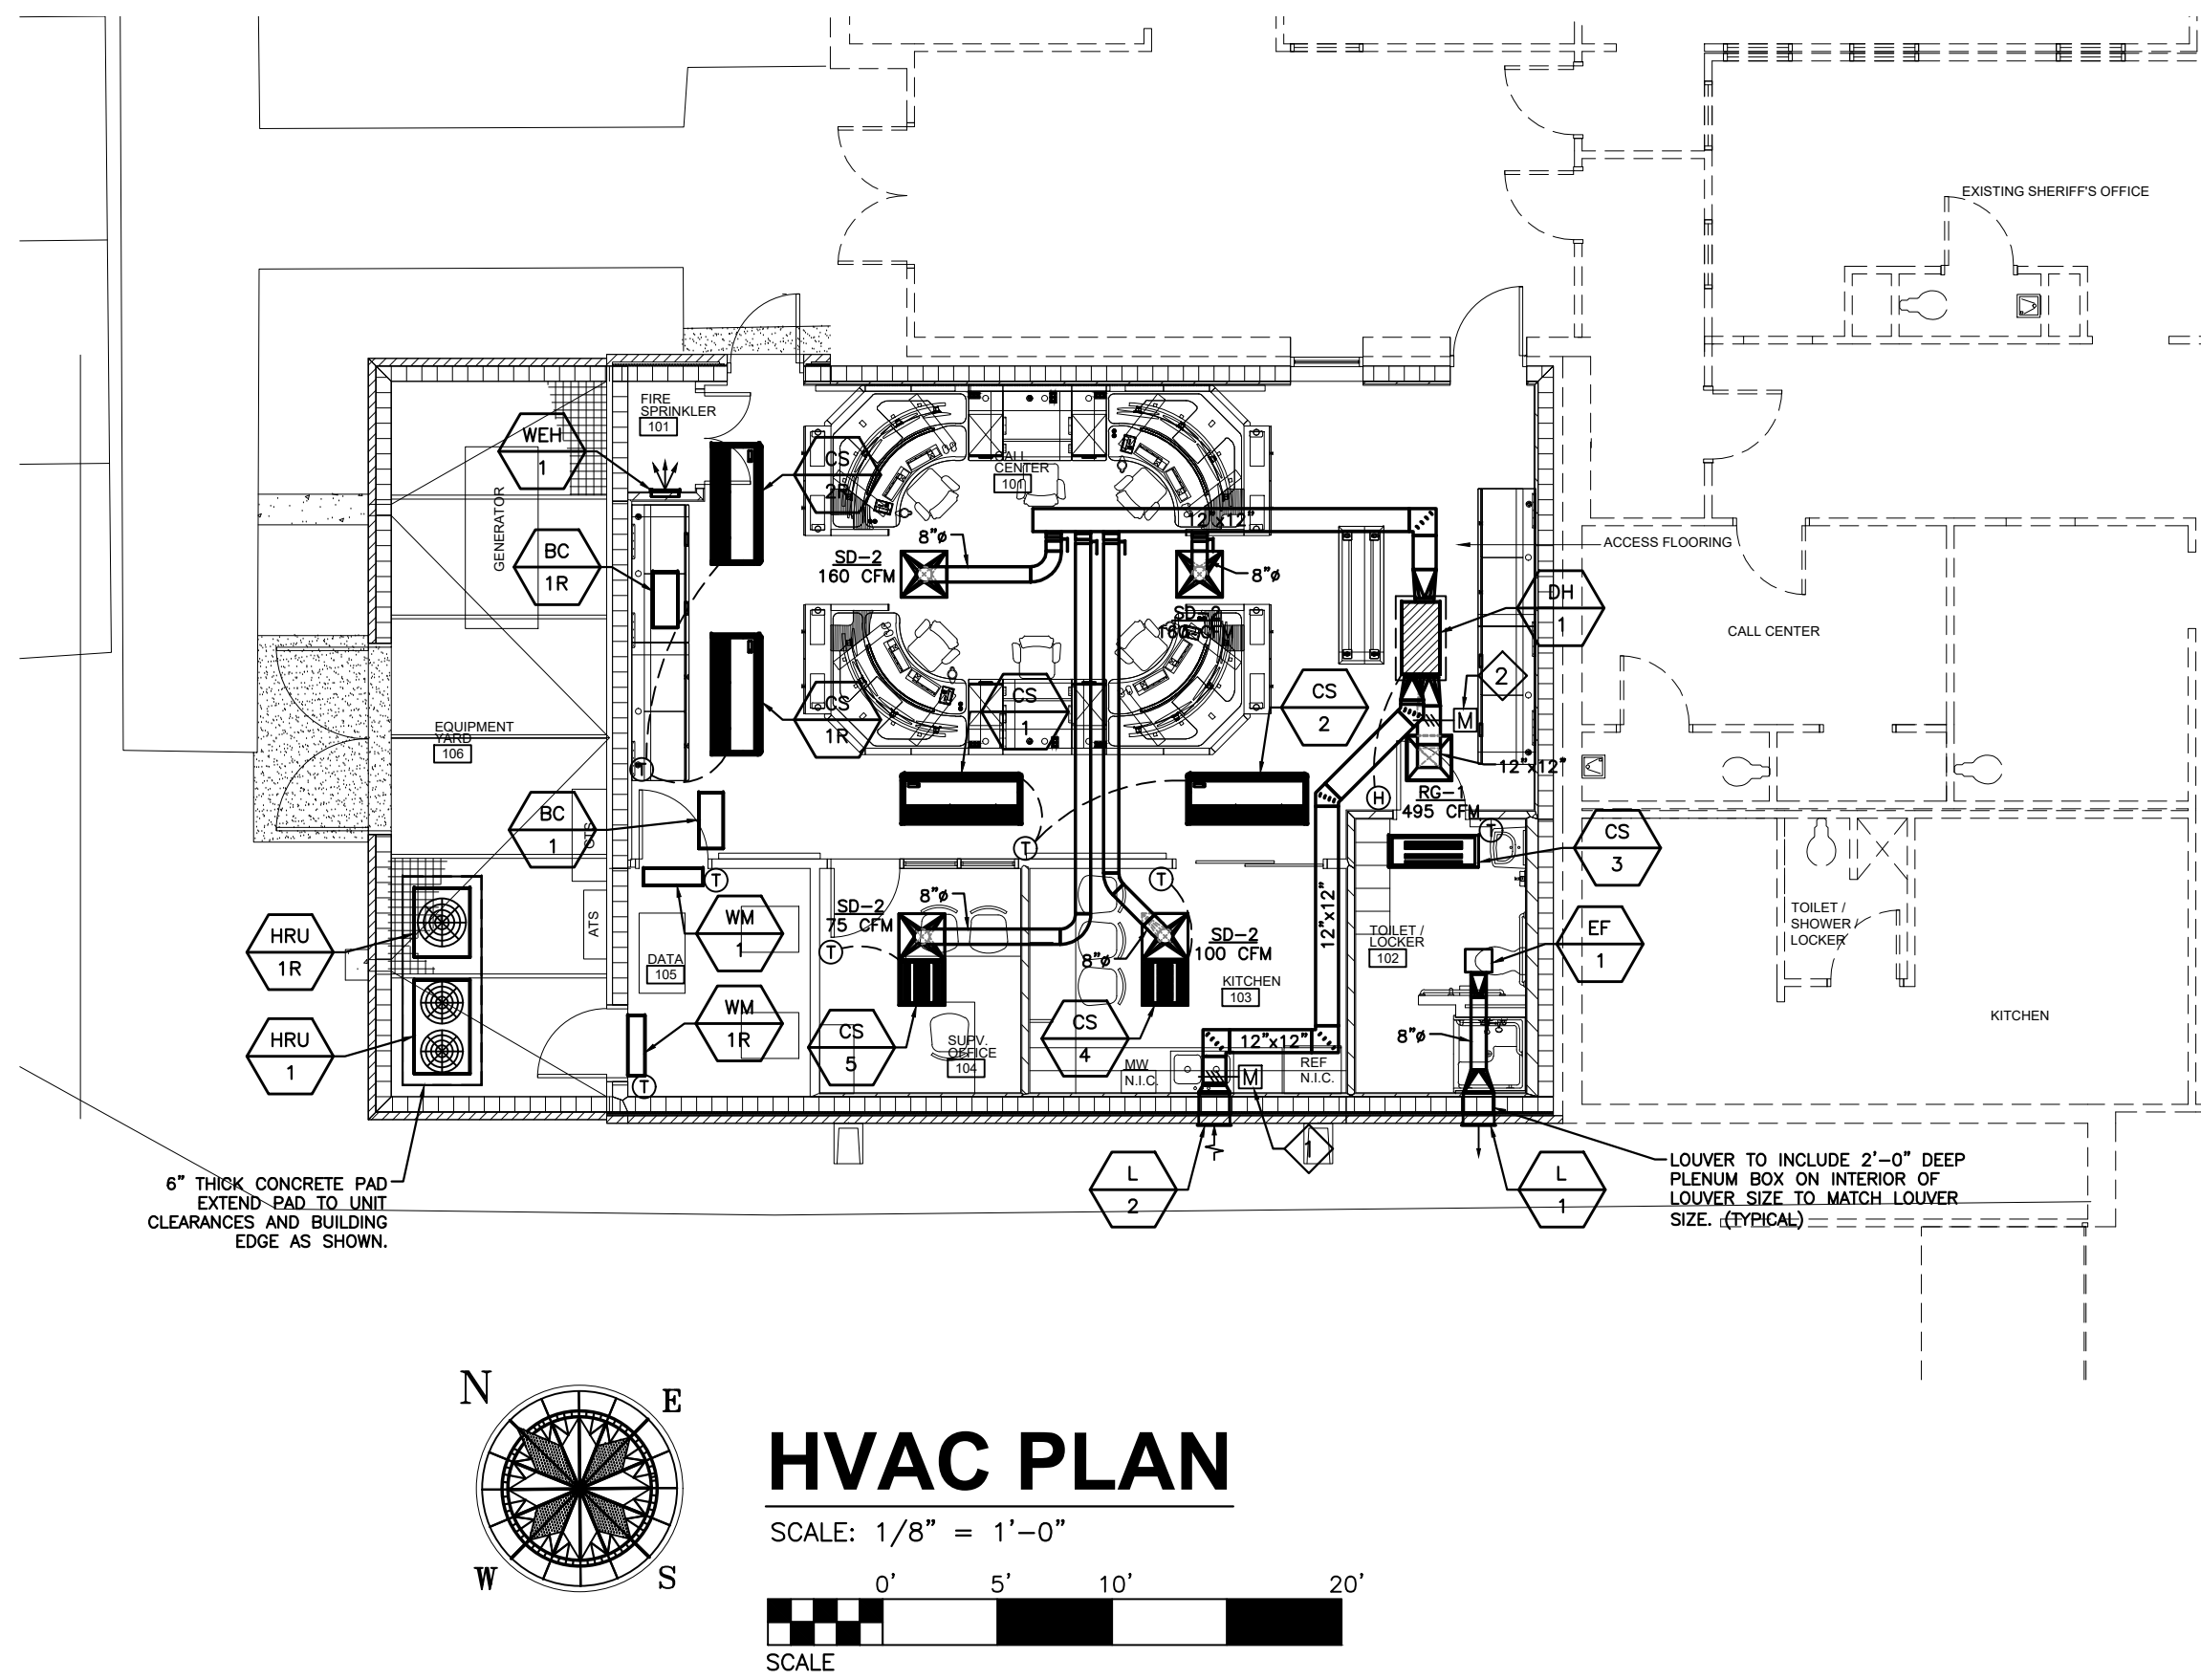 EXISTING SHERIFF'S OFFICE
FIRE
SPRINKLER
101
WEH
1
CS
2R
CALL
CENTER
101
GENERATOR
BC
1R
12"x12"
8"ø
SD-2
160 CFM
8"ø
SD-2
160 CFM
ACCESS FLOORING
DH
1
CALL CENTER
2
M
CS
1R
CS
1
CS
2
EQUIPMENT
YARD
106
T
12"x12"
H
RG-1
495 CFM
BC
1
T
T
CS
3
T
T
ATS
8"ø
SD-2
75 CFM
WM
1
12"x12"
TOILET /
LOCKER
102
TOILET /
SHOWER /
LOCKER
EF
1
HRU
1R
T
DATA
105
SD-2
100 CFM
8"ø
KITCHEN
103
KITCHEN
WM
1R
CS
5
CS
4
SUPV.
OFFICE
104
12"x12"
8"ø
HRU
1
T
MW
N.I.C.
M
REF
N.I.C.
1
L
2
L
1
6" THICK CONCRETE PAD
EXTEND PAD TO UNIT
CLEARANCES AND BUILDING
EDGE AS SHOWN.
LOUVER TO INCLUDE 2'-0" DEEP
PLENUM BOX ON INTERIOR OF
LOUVER SIZE TO MATCH LOUVER
SIZE. (TYPICAL)
N
E
W
S
HVAC PLAN
SCALE: 1/8" = 1'-0"
0' 5' 10' 20'
SCALE